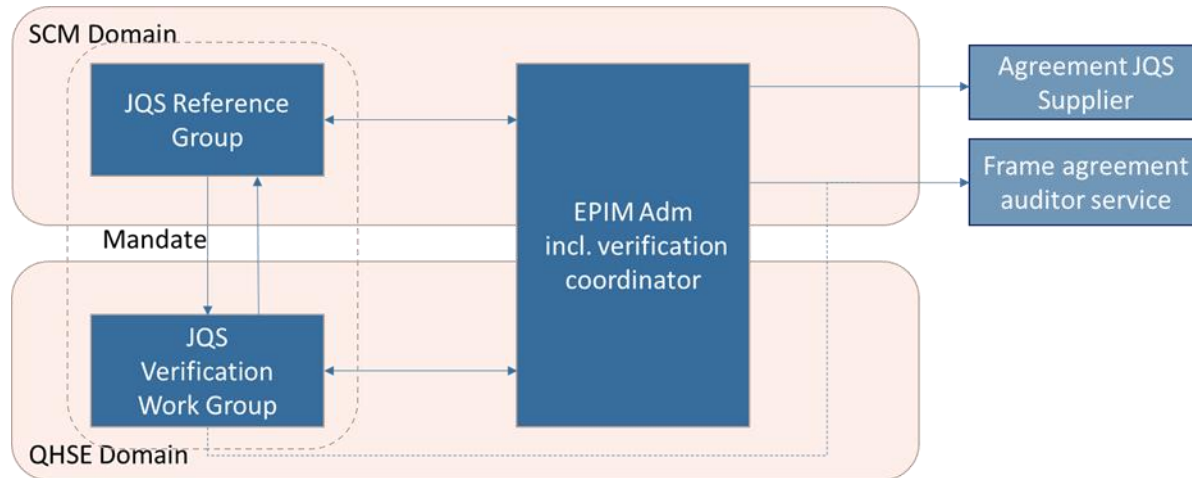 SCM Domain
JQS Reference
Group
Mandate
JQS
Verification
Work Group
QHSE Domain
EPIM Adm
incl. verification
coordinator
Agreement JQS
Supplier
Frame agreement
auditor service